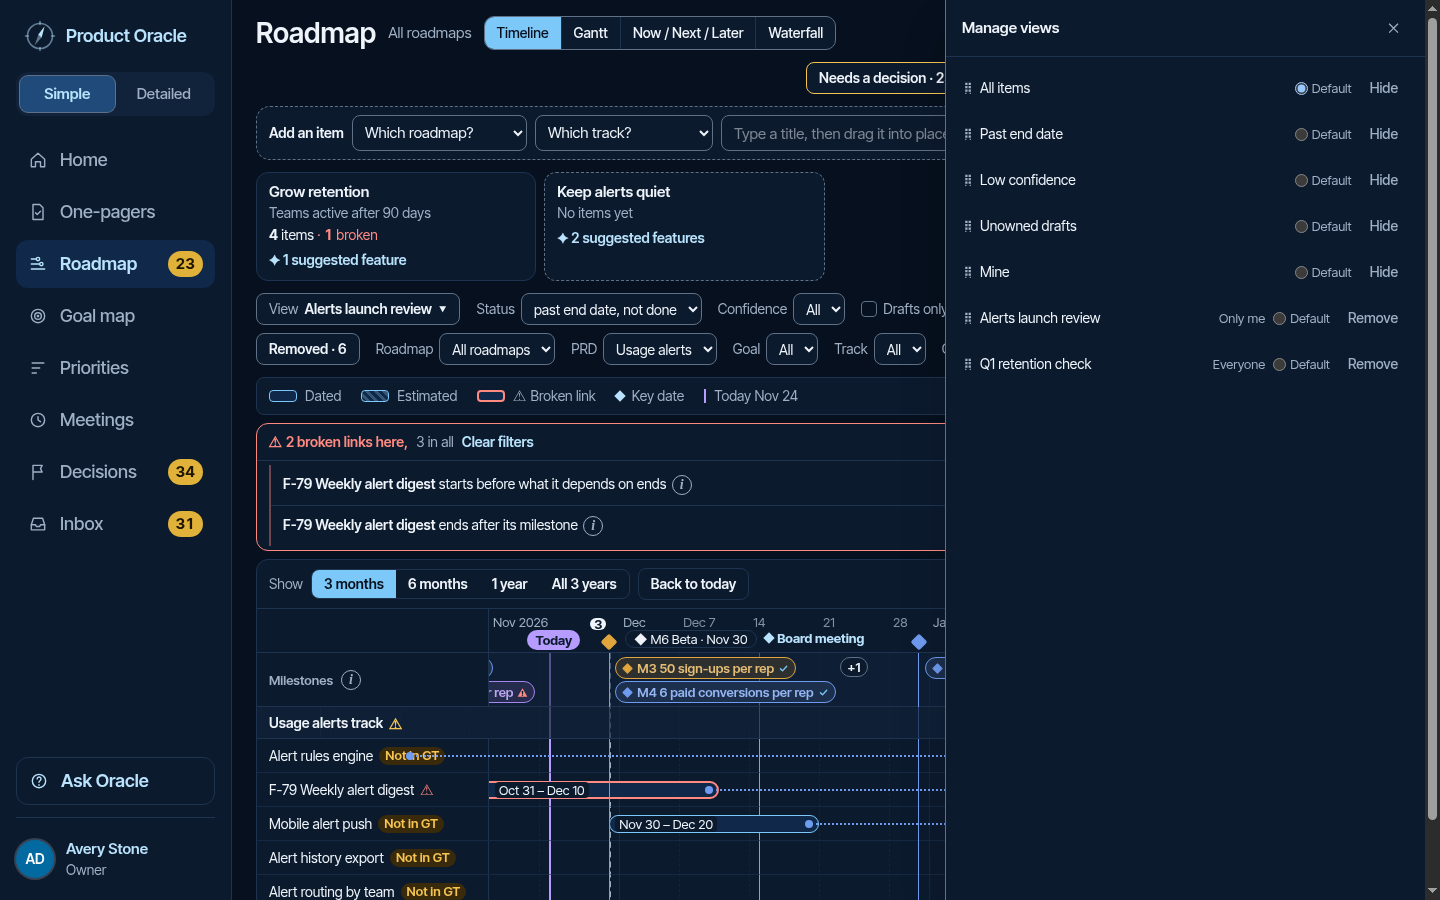 Product Oracle
Simple
Detailed
Home
One-pagers
Roadmap
23
Goal map
Priorities
Meetings
Decisions
34
Inbox
31
Ask Oracle
AD
Avery Stone
Owner
Roadmap
All roadmaps
Timeline
Gantt
Now / Next / Later
Waterfall
Needs a decision · 2
Add an item
Which roadmap?
Which track?
Type a title, then drag it into place
Grow retention
Teams active after 90 days
4 items · 1 broken
✦ 1 suggested feature
Keep alerts quiet
No items yet
✦ 2 suggested features
View Alerts launch review ▾
Status
past end date, not done
Confidence
All
Drafts only
Removed · 6
Roadmap
All roadmaps
PRD
Usage alerts
Goal
All
Track
All
Dated
Estimated
⚠ Broken link
Key date
Today Nov 24
⚠ 2 broken links here, 3 in all Clear filters
F-79 Weekly alert digest starts before what it depends on ends i
F-79 Weekly alert digest ends after its milestone i
Show
3 months
6 months
1 year
All 3 years
Back to today
Nov 2026
3
Dec
Dec 7
14
21
28
Ja
Today
M6 Beta · Nov 30
Board meeting
Milestones i
M3 50 sign-ups per rep ✓
+1
r rep ⚠
M4 6 paid conversions per rep ✓
Usage alerts track ⚠
Alert rules engine Not in GT
F-79 Weekly alert digest ⚠
Oct 31 – Dec 10
Mobile alert push Not in GT
Nov 30 – Dec 20
Alert history export Not in GT
Alert routing by team Not in GT
Manage views
×
All items
Default
Hide
Past end date
Default
Hide
Low confidence
Default
Hide
Unowned drafts
Default
Hide
Mine
Default
Hide
Alerts launch review
Only me
Default
Remove
Q1 retention check
Everyone
Default
Remove